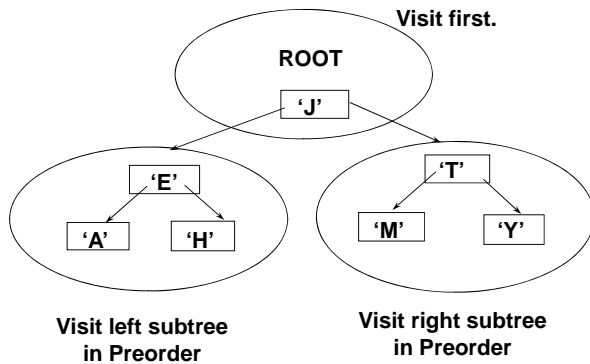 Visit first.
ROOT
‘J’
‘E’
‘T’
‘A’
‘H’
‘M’
‘Y’
Visit left subtree
in Preorder
Visit right subtree
in Preorder